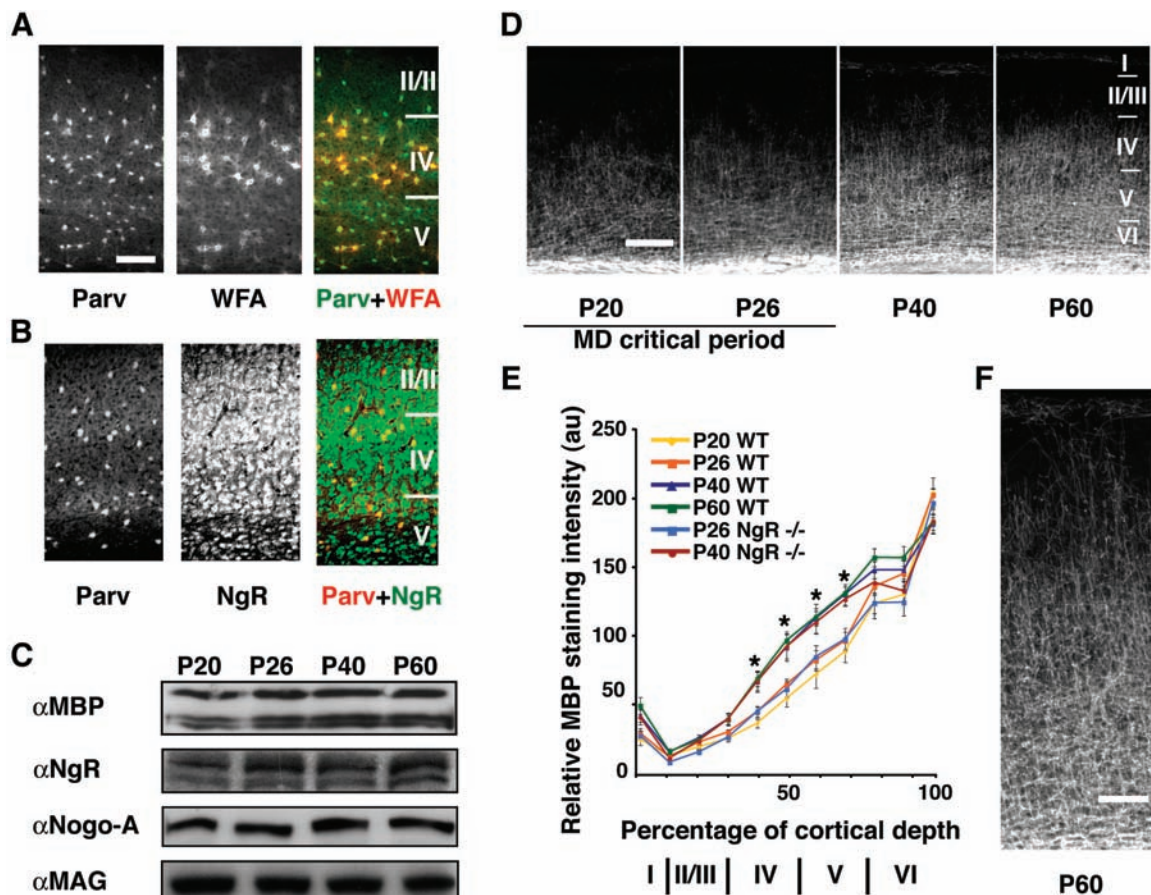 A
II/II
IV
V
Parv
WFA
Parv+WFA
B
II/II
IV
V
Parv
NgR
Parv+NgR
C
P20
P26
P40
P60
αMBP
αNgR
αNogo-A
αMAG
D
I
II/III
IV
V
VI
P20
P26
P40
P60
MD critical period
E
Relative MBP staining intensity (au)
250
200
150
100
50
0
P20 WT
P26 WT
P40 WT
P60 WT
P26 NgR -/-
P40 NgR -/-
*
*
*
*
50
100
Percentage of cortical depth
I | II/III | IV | V | VI
F
P60